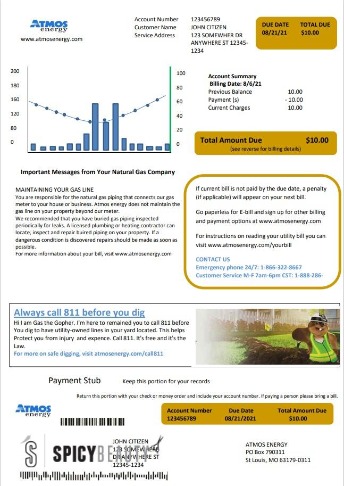 ATMOS
energy
www.atmosenergy.com
Account Number 123456789
Customer Name JOHN CITIZEN
Service Address 123 SOMEWHER DR
ANYWHERE ST 12345-
1234
DUE DATE TOTAL DUE
08/21/21 $10.00
200
160
120
80
0
100
80
60
40
20
0
Account Summary
Billing Date: 8/6/21
Previous Balance 10.00
Payment (s) - 10.00
Current Charges 10.00
Total Amount Due $10.00
(see reverse for billing details)
Important Messages from Your Natural Gas Company
MAINTAINING YOUR GAS LINE
You are responsible for the natural gas piping that connects our gas
meter to your house or business. Atmos energy does not maintain the
gas line on your property beyond our meter.
We recommended that you have buried gas piping inspected
periodically for leaks. A licensed plumbing or heating contractor can
locate, inspect and repair buried piping on your property. If a
dangerous condition is discovered repairs should be made as soon as
possible.
For more information about your bill, visit www.atmosenergy.com
If current bill is not paid by the due date, a penalty
(if applicable) will appear on your next bill.
Go paperless for E-bill and sign up for other billing
and payment options at www.atmosenergy.com
For instructions on reading your utility bill you can
visit www.atmosenergy.com/yourbill
CONTACT US
Emergency phone 24/7: 1-866-322-8667
Customer Service M-F 7am-6pm CST: 1-888-286-
Always call 811 before you dig
Hi I am Gas the Gopher. I'm here to remained you to call 811 before
You dig to have utility-owned lines in your yard located. This helps
Protect you from injury and expense. Call 811. It's free and it's the
Law.
For more on safe digging, visit atmosenergy.com/call811
Payment Stub Keep this portion for your records
Return this portion with your check or money order and include your account number, if paying a person please bring a bill.
ATMOS
energy
Account Number Due Date Total Amount Due
123456789 08/21/2021 $10.00
JOHN CITIZEN
123 SOMEWHERE
DR ANYWHERE ST
12345-1234
SPICY
ATMOS ENERGY
PO Box 790311
St Louis, MO 63179-0311